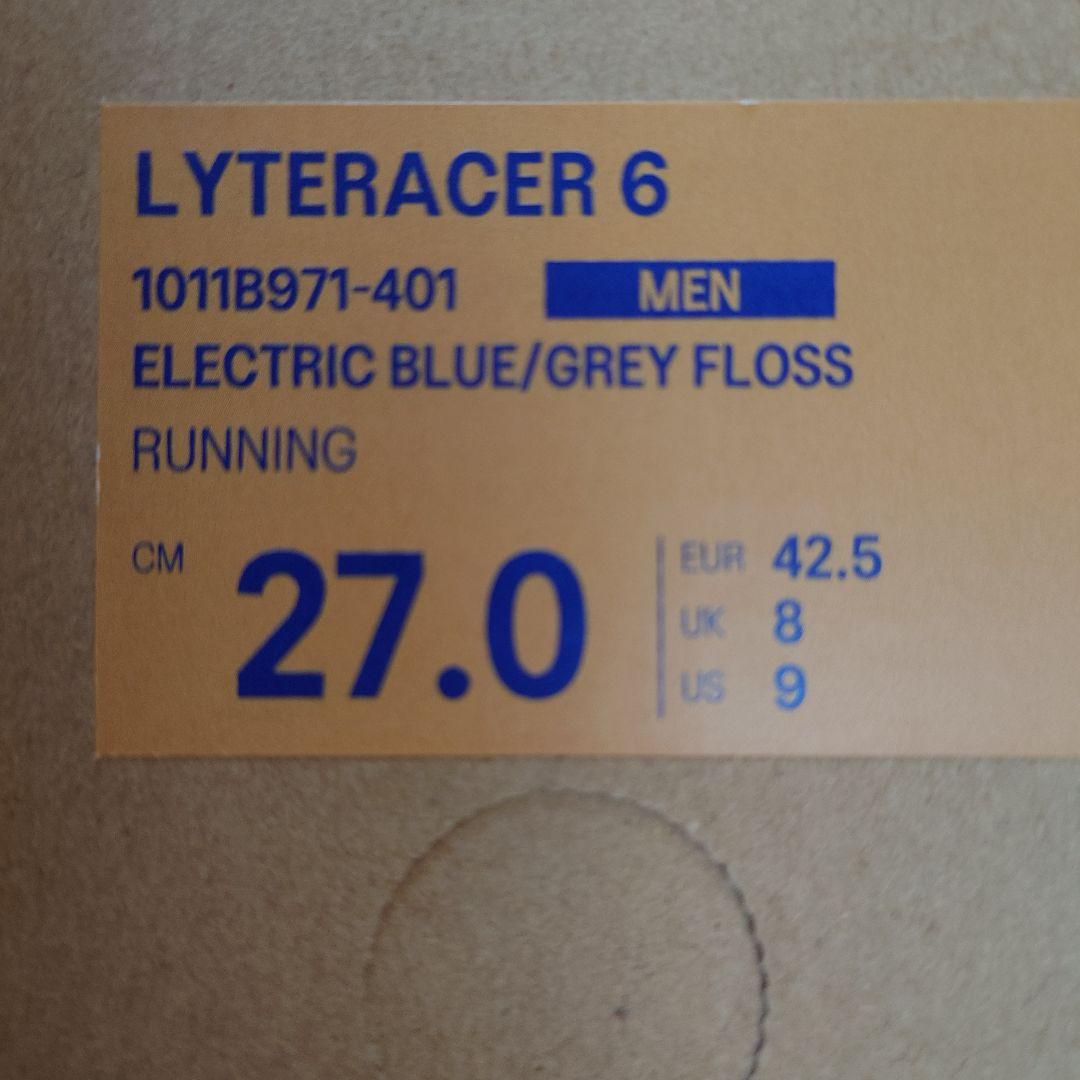 LYTERACER 6
1011B971-401 MEN
ELECTRIC BLUE/GREY FLOSS
RUNNING
CM 27.0
EUR 42.5
UK 8
US 9